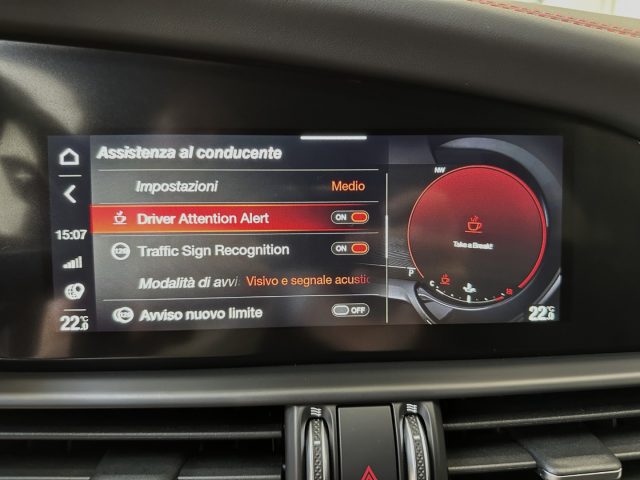 Assistenza al conducente
Impostazioni Medio
Driver Attention Alert ON
15:07
Traffic Sign Recognition ON
Modalità di avvi Visivo e segnale acustic
Avviso nuovo limite OFF
22 °C .0
NW
Take a Break!
P
C
22 °C